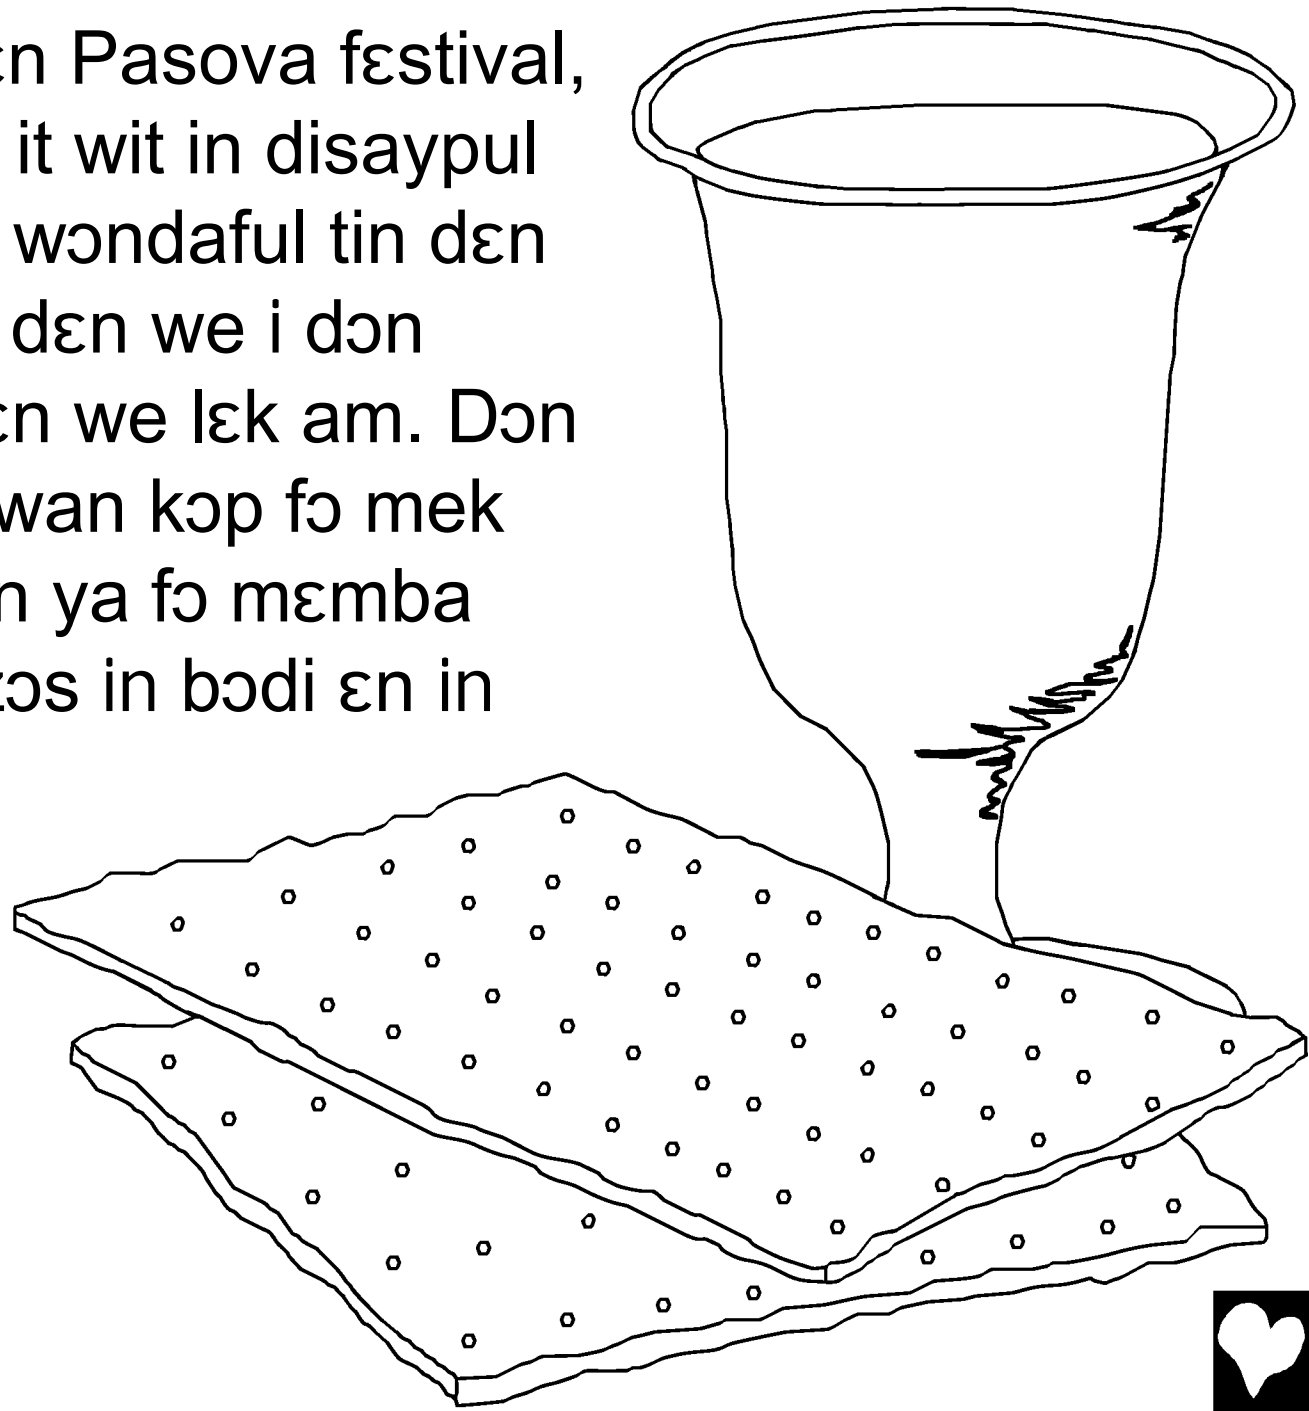 ɛn Pasova fɛstival,
it wit in disaypul
wɔndaful tin dɛn
dɛn we i dɔn
ɛn we lɛk am. Dɔn
wan kɔp fɔ mek
n ya fɔ mɛmba
zɔs in bɔdi ɛn in